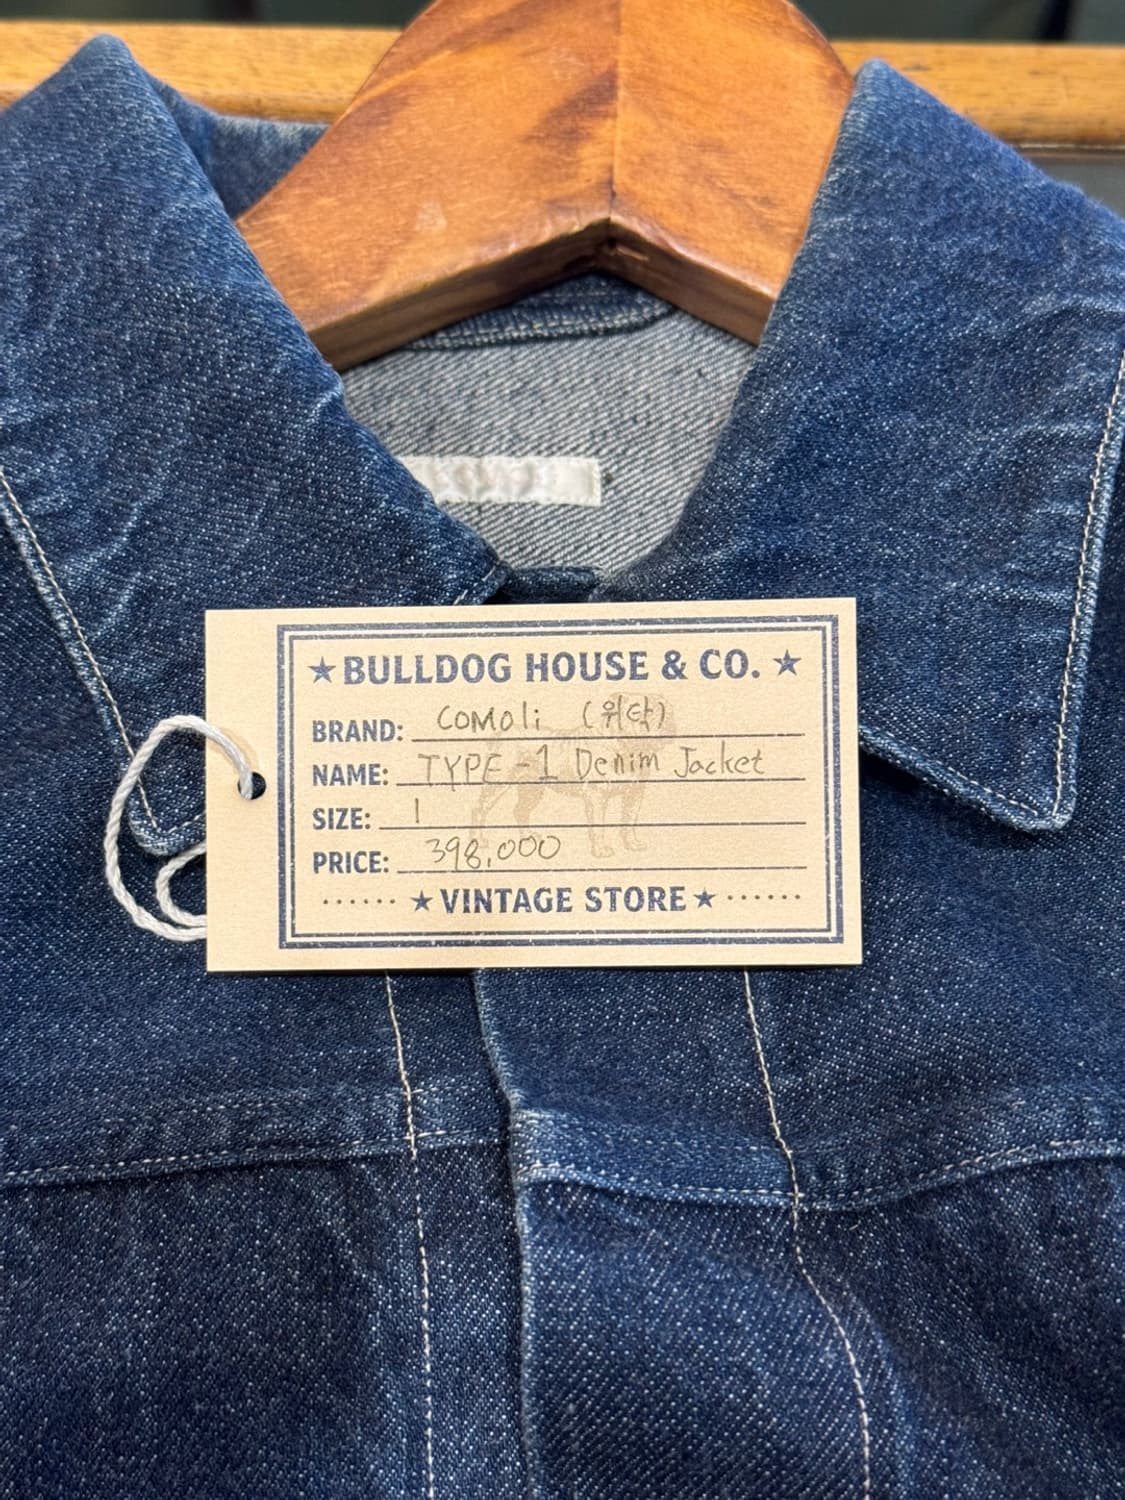 ★ BULLDOG HOUSE & CO. ★
BRAND: COMOli (위탁)
NAME: TYPE-1 Denim Jacket
SIZE: 1
PRICE: 398,000
...... ★ VINTAGE STORE ★ ......